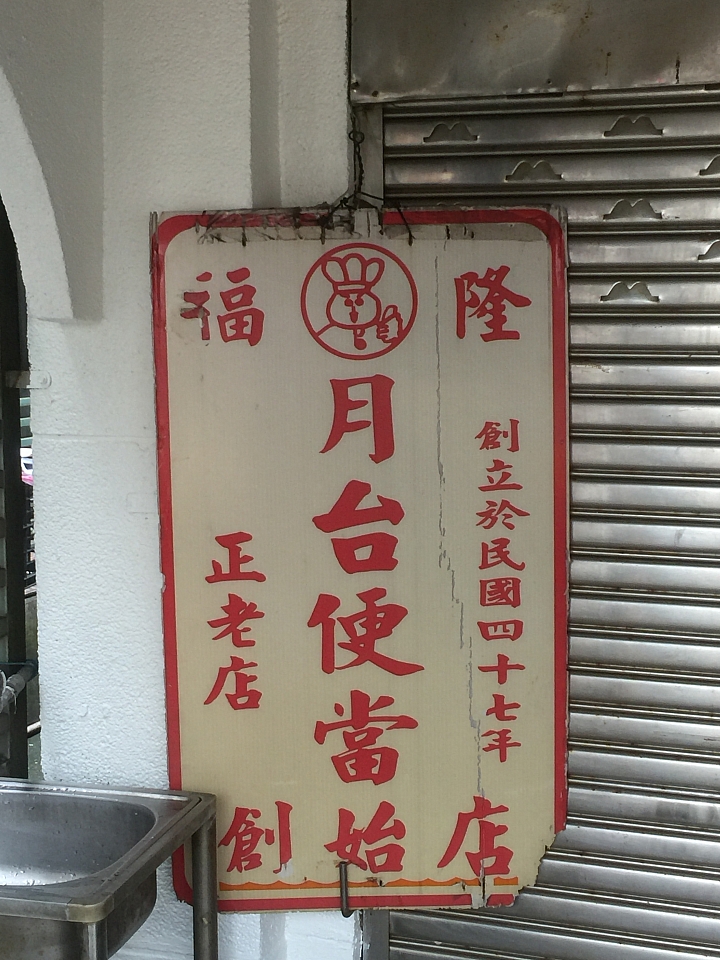 福隆
月台便當
創立於民國四十七年
正老店
創始店